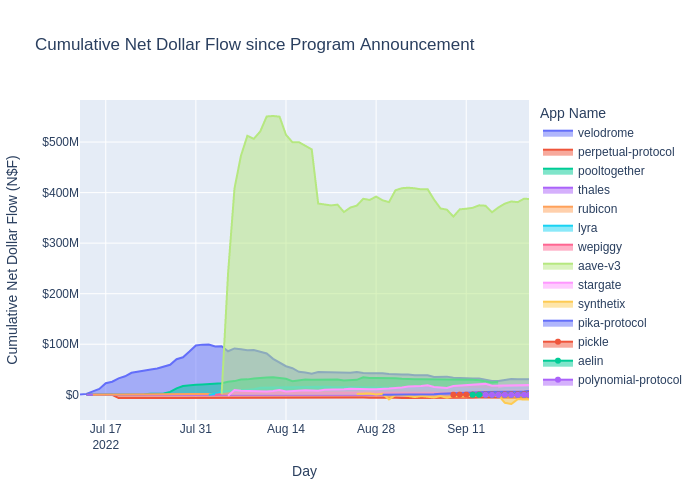 Cumulative Net Dollar Flow since Program Announcement
Cumulative Net Dollar Flow (N$F)
$500M
$400M
$300M
$200M
$100M
$0
Jul 17
2022
Jul 31
Aug 14
Aug 28
Sep 11
Day
App Name
velodrome
perpetual-protocol
pooltogether
thales
rubicon
lyra
wepiggy
aave-v3
stargate
synthetix
pika-protocol
pickle
aelin
polynomial-protocol